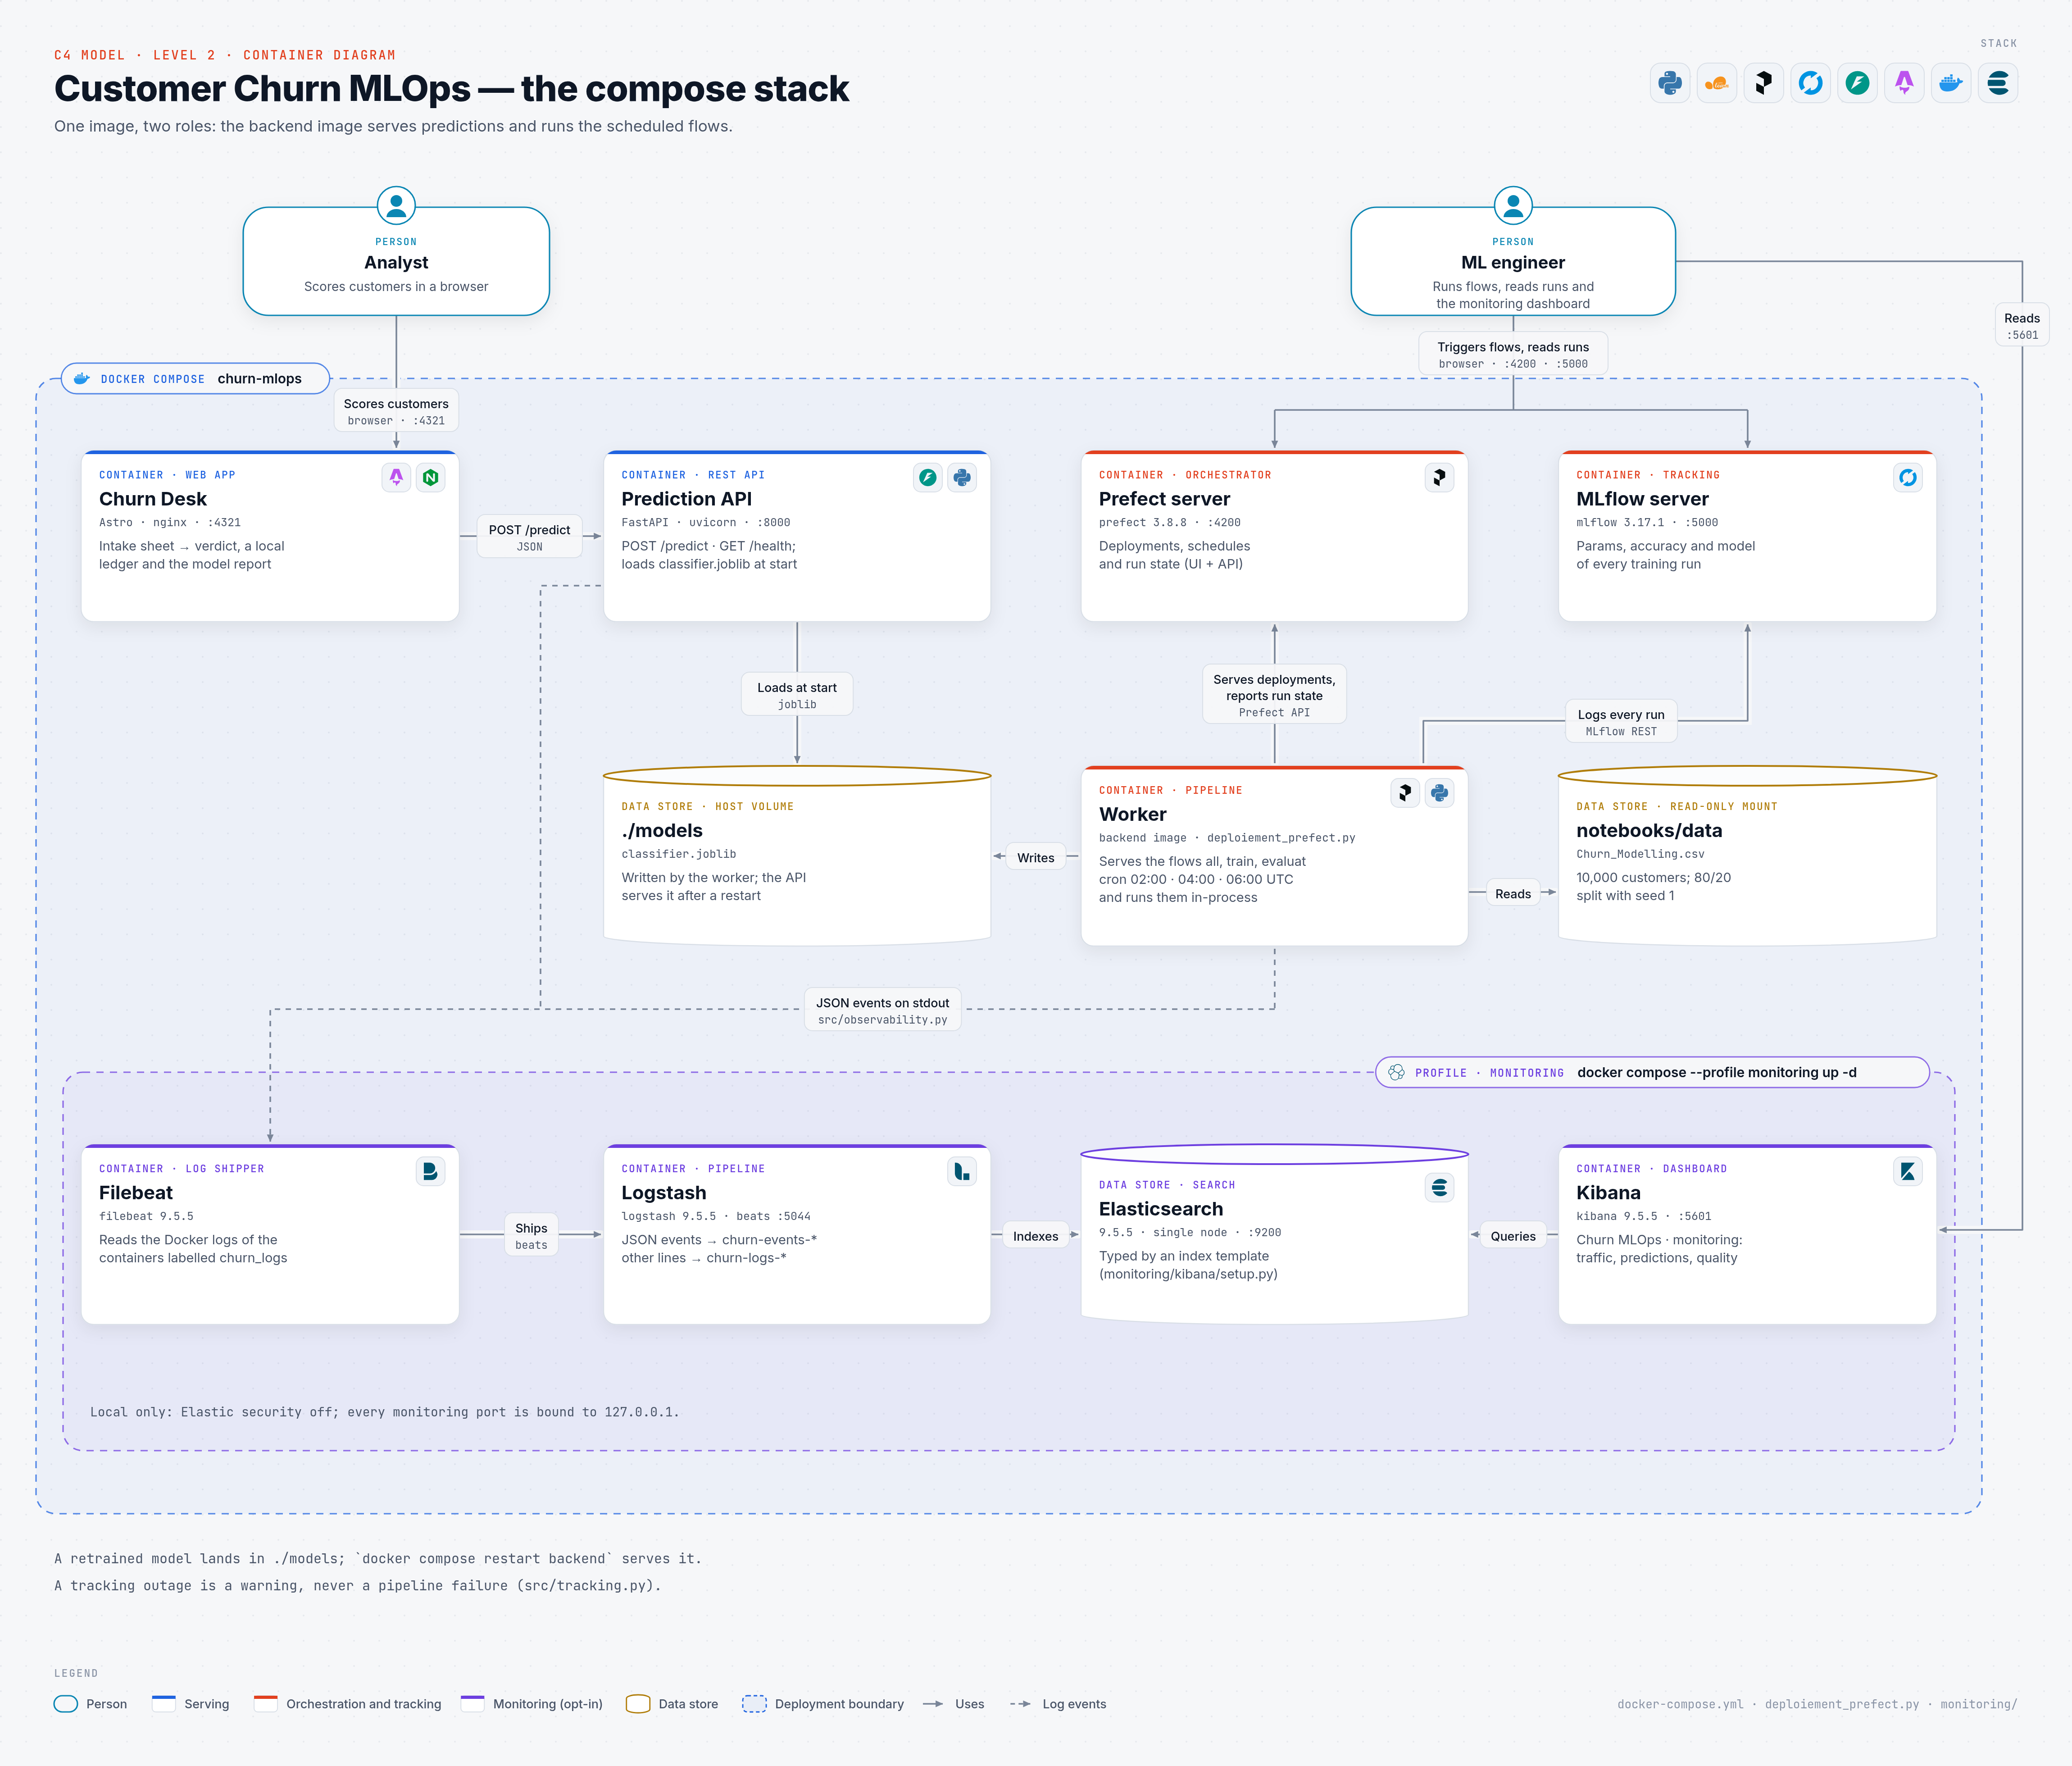 C4 MODEL · LEVEL 2 · CONTAINER DIAGRAM
STACK
Customer Churn MLOps — the compose stack
One image, two roles: the backend image serves predictions and runs the scheduled flows.
PERSON
Analyst
Scores customers in a browser
PERSON
ML engineer
Runs flows, reads runs and
the monitoring dashboard
Reads
:5601
Triggers flows, reads runs
browser · :4200 · :5000
DOCKER COMPOSE churn-mlops
Scores customers
browser · :4321
CONTAINER · WEB APP
Churn Desk
Astro · nginx · :4321
Intake sheet → verdict, a local
ledger and the model report
POST /predict
JSON
CONTAINER · REST API
Prediction API
FastAPI · uvicorn · :8000
POST /predict · GET /health;
loads classifier.joblib at start
CONTAINER · ORCHESTRATOR
Prefect server
prefect 3.8.8 · :4200
Deployments, schedules
and run state (UI + API)
CONTAINER · TRACKING
MLflow server
mlflow 3.17.1 · :5000
Params, accuracy and model
of every training run
Loads at start
joblib
Serves deployments,
reports run state
Prefect API
Logs every run
MLflow REST
DATA STORE · HOST VOLUME
./models
classifier.joblib
Written by the worker; the API
serves it after a restart
Writes
CONTAINER · PIPELINE
Worker
backend image · deploiement_prefect.py
Serves the flows all, train, evaluat
cron 02:00 · 04:00 · 06:00 UTC
and runs them in-process
Reads
DATA STORE · READ-ONLY MOUNT
notebooks/data
Churn_Modelling.csv
10,000 customers; 80/20
split with seed 1
JSON events on stdout
src/observability.py
PROFILE · MONITORING docker compose --profile monitoring up -d
CONTAINER · LOG SHIPPER
Filebeat
filebeat 9.5.5
Reads the Docker logs of the
containers labelled churn_logs
Ships
beats
CONTAINER · PIPELINE
Logstash
logstash 9.5.5 · beats :5044
JSON events → churn-events-*
other lines → churn-logs-*
Indexes
DATA STORE · SEARCH
Elasticsearch
9.5.5 · single node · :9200
Typed by an index template
(monitoring/kibana/setup.py)
Queries
CONTAINER · DASHBOARD
Kibana
kibana 9.5.5 · :5601
Churn MLOps · monitoring:
traffic, predictions, quality
Local only: Elastic security off; every monitoring port is bound to 127.0.0.1.
A retrained model lands in ./models; `docker compose restart backend` serves it.
A tracking outage is a warning, never a pipeline failure (src/tracking.py).
LEGEND
Person
Serving
Orchestration and tracking
Monitoring (opt-in)
Data store
Deployment boundary
Uses
Log events
docker-compose.yml · deploiement_prefect.py · monitoring/